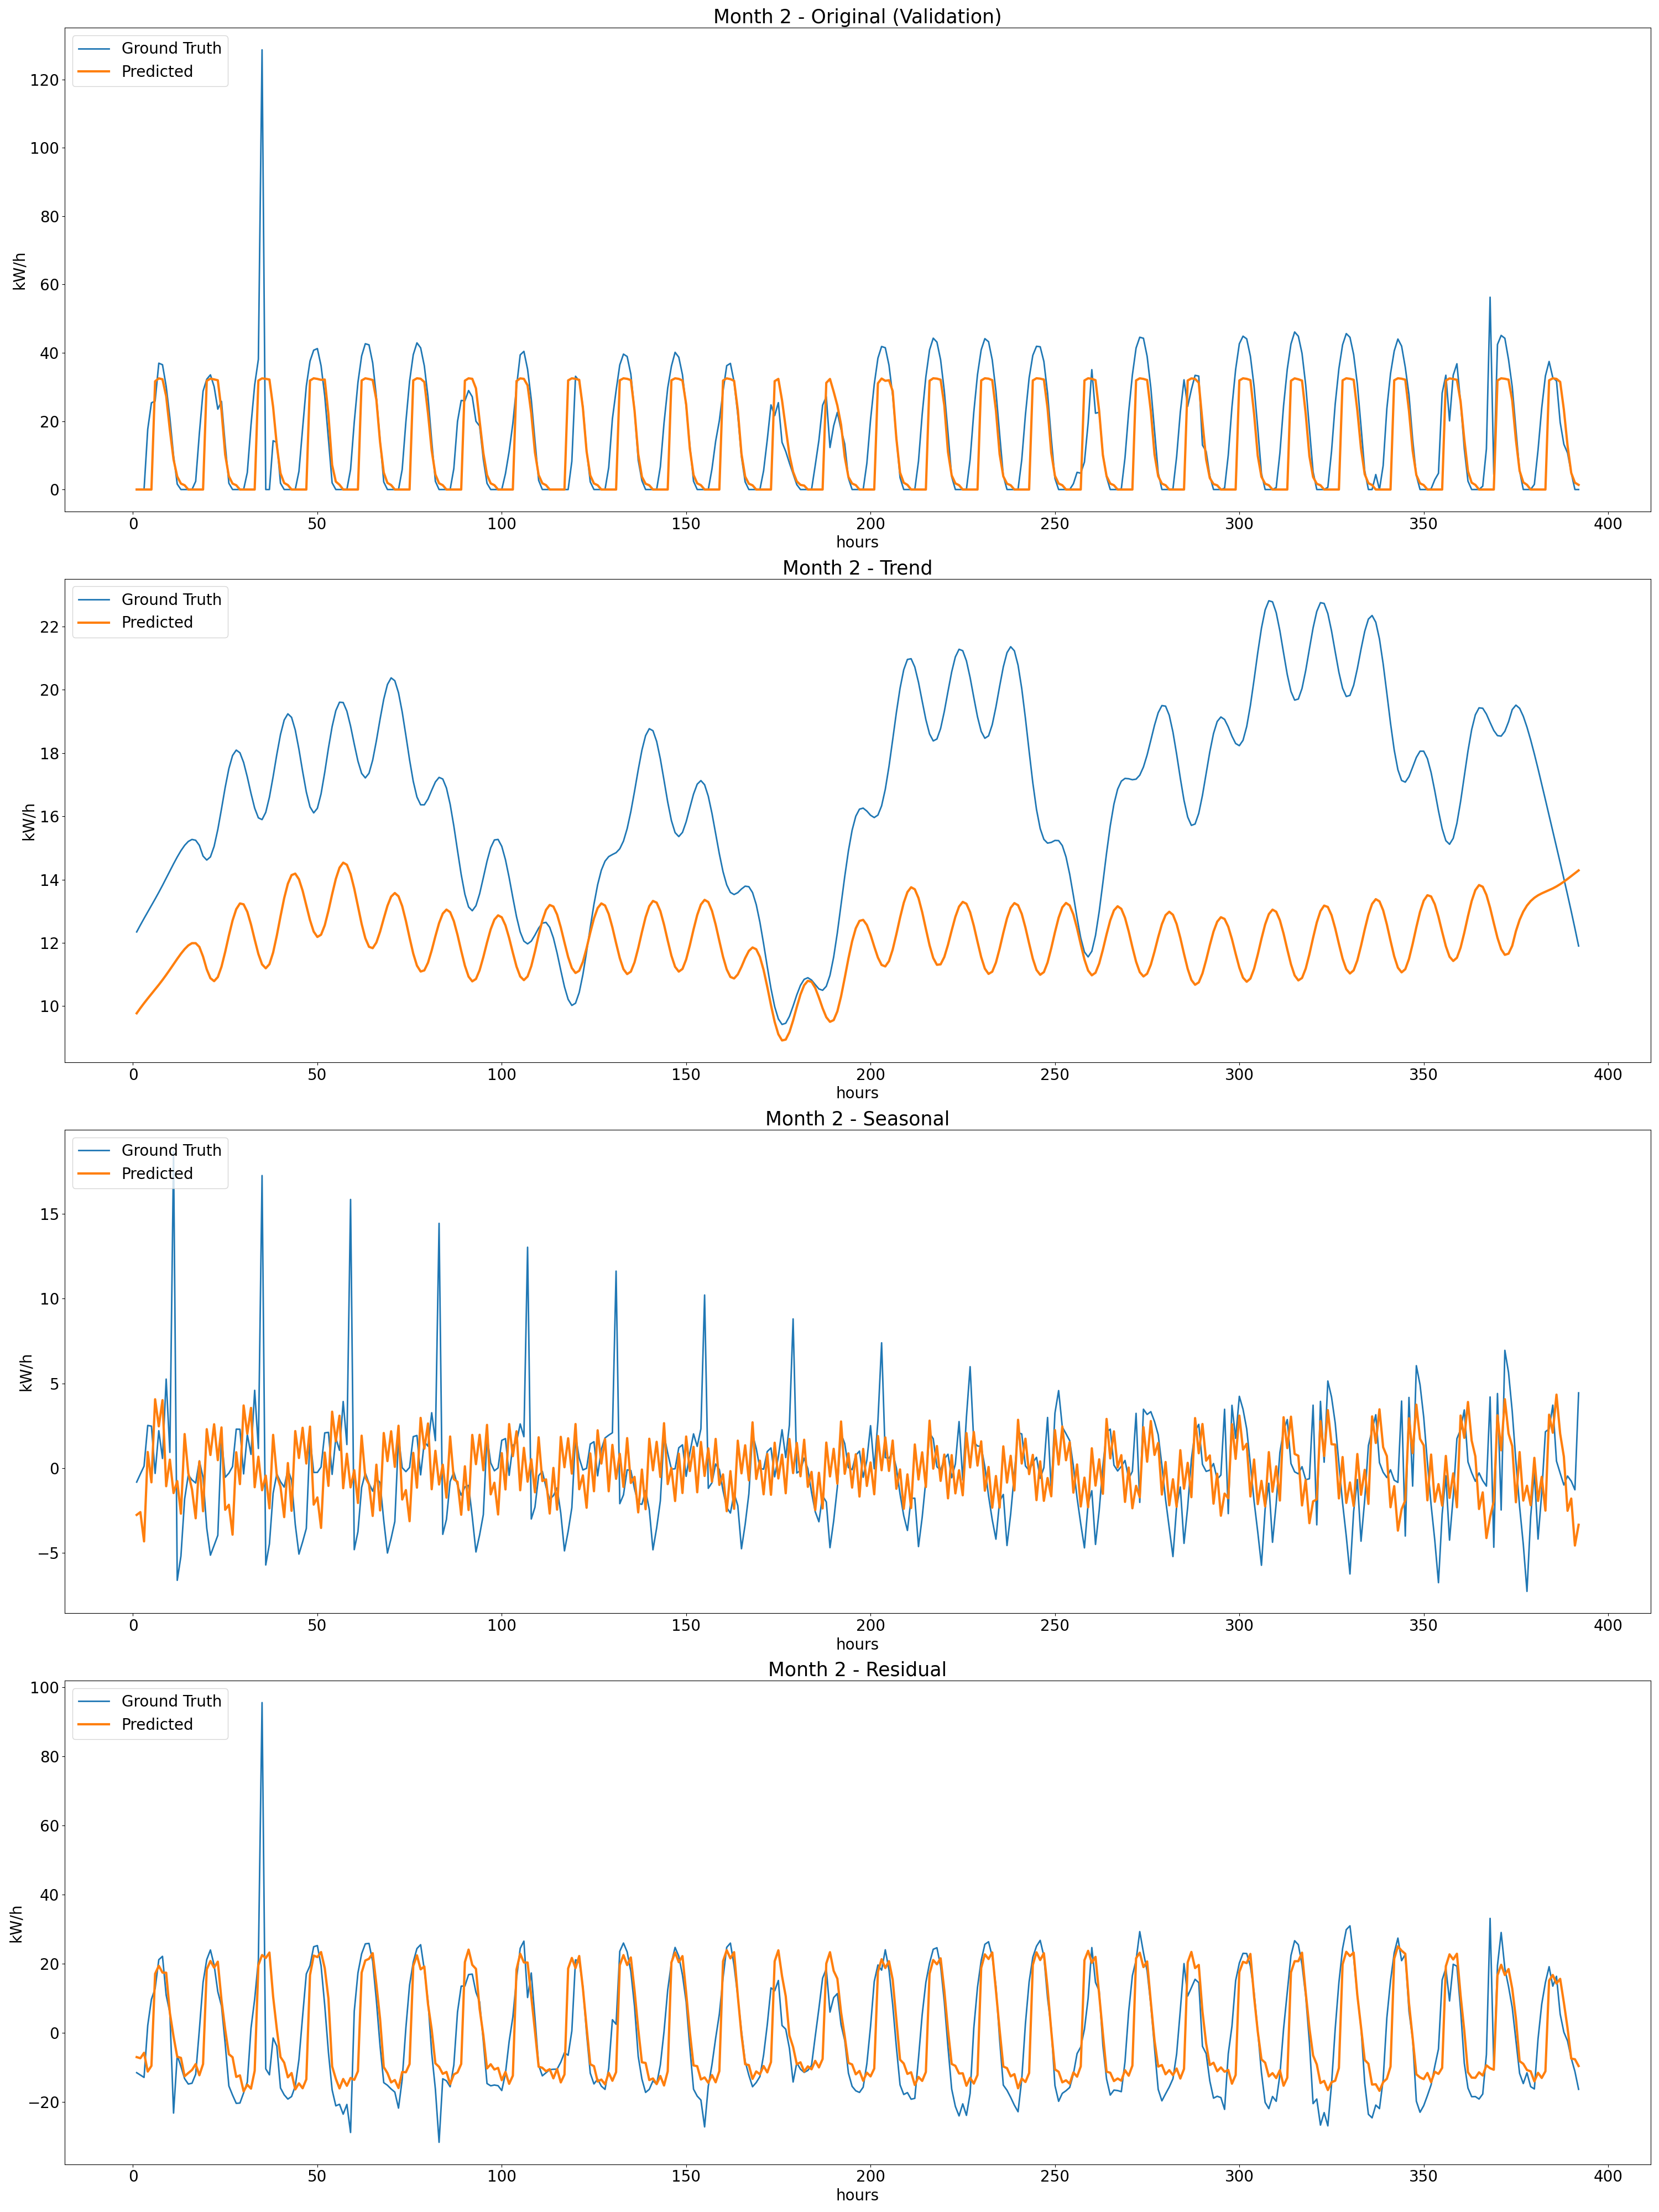 Month 2 - Original (Validation)
Ground Truth
Predicted
120
100
80
60
40
20
0
kW/h
0 50 100 150 200 250 300 350 400
hours
Month 2 - Trend
Ground Truth
Predicted
22
20
18
16
14
12
10
kW/h
0 50 100 150 200 250 300 350 400
hours
Month 2 - Seasonal
Ground Truth
Predicted
15
10
5
0
−5
kW/h
0 50 100 150 200 250 300 350 400
hours
Month 2 - Residual
Ground Truth
Predicted
100
80
60
40
20
0
−20
kW/h
0 50 100 150 200 250 300 350 400
hours